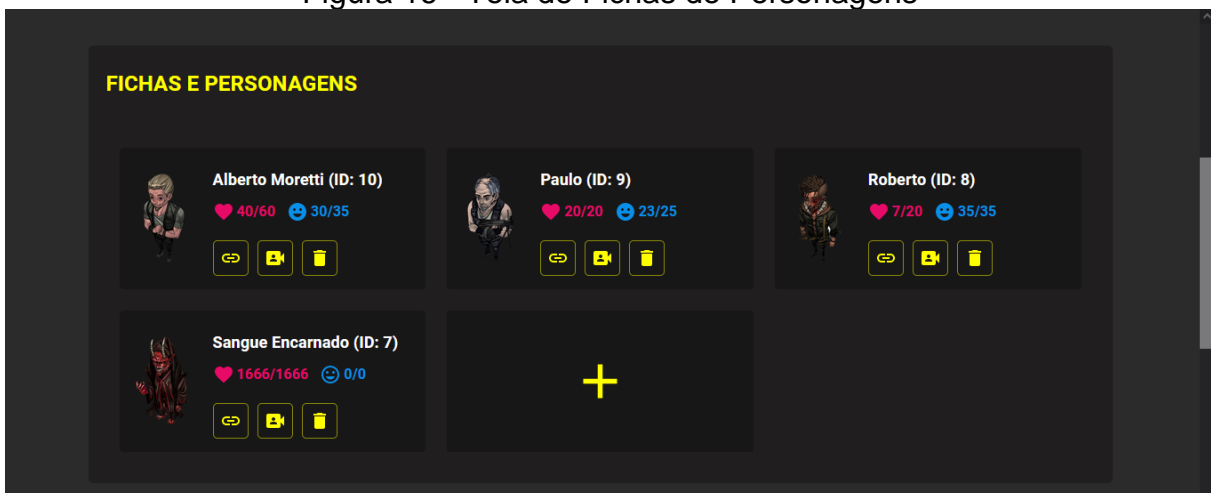 FICHAS E PERSONAGENS
Alberto Moretti (ID: 10)
40/60 30/35
Paulo (ID: 9)
20/20 23/25
Roberto (ID: 8)
7/20 35/35
Sangue Encarnado (ID: 7)
1666/1666 0/0